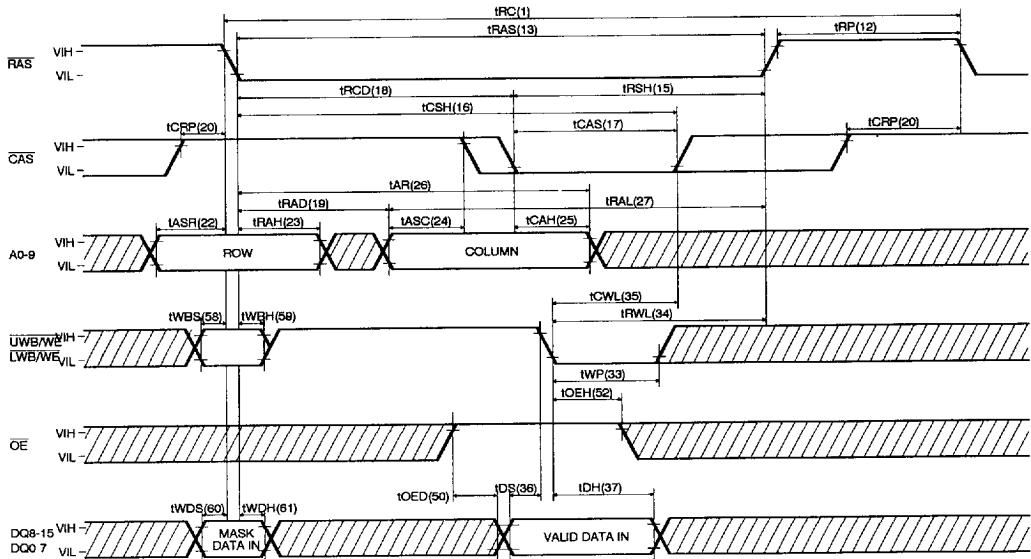 tRC(1)
tRAS(13)
tRP(12)
RAS
VIH
VIL
tRCD(18)
tRSH(15)
tCSH(16)
tCRP(20)
tCAS(17)
tCRP(20)
CAS
VIH
VIL
tAR(26)
tRAD(19)
tRAL(27)
tASR(22)
tRAH(23)
tASC(24)
tCAH(25)
A0-9
VIH
VIL
ROW
COLUMN
tCWL(35)
tRWL(34)
tWBS(58)
tWBH(59)
UWB/WE
LWB/WE
VIH
VIL
tWP(33)
tOEH(52)
OE
VIH
VIL
tOED(50)
tDS(36)
tDH(37)
tWDS(60)
tWDH(61)
DQ8-15
DQ0 7
VIH
VIL
MASK
DATA IN
VALID DATA IN